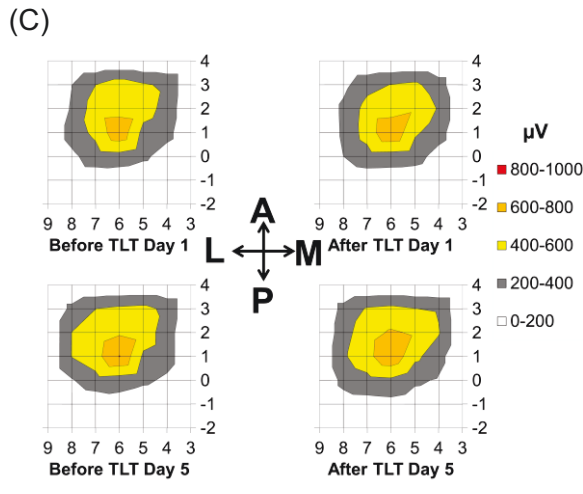 (C)
4
3
2
1
0
-1
-2
9 8 7 6 5 4 3
Before TLT Day 1
4
3
2
1
0
-1
-2
9 8 7 6 5 4 3
After TLT Day 1
µV
800-1000
600-800
400-600
200-400
0-200
A
L M
P
4
3
2
1
0
-1
-2
9 8 7 6 5 4 3
Before TLT Day 5
4
3
2
1
0
-1
-2
9 8 7 6 5 4 3
After TLT Day 5